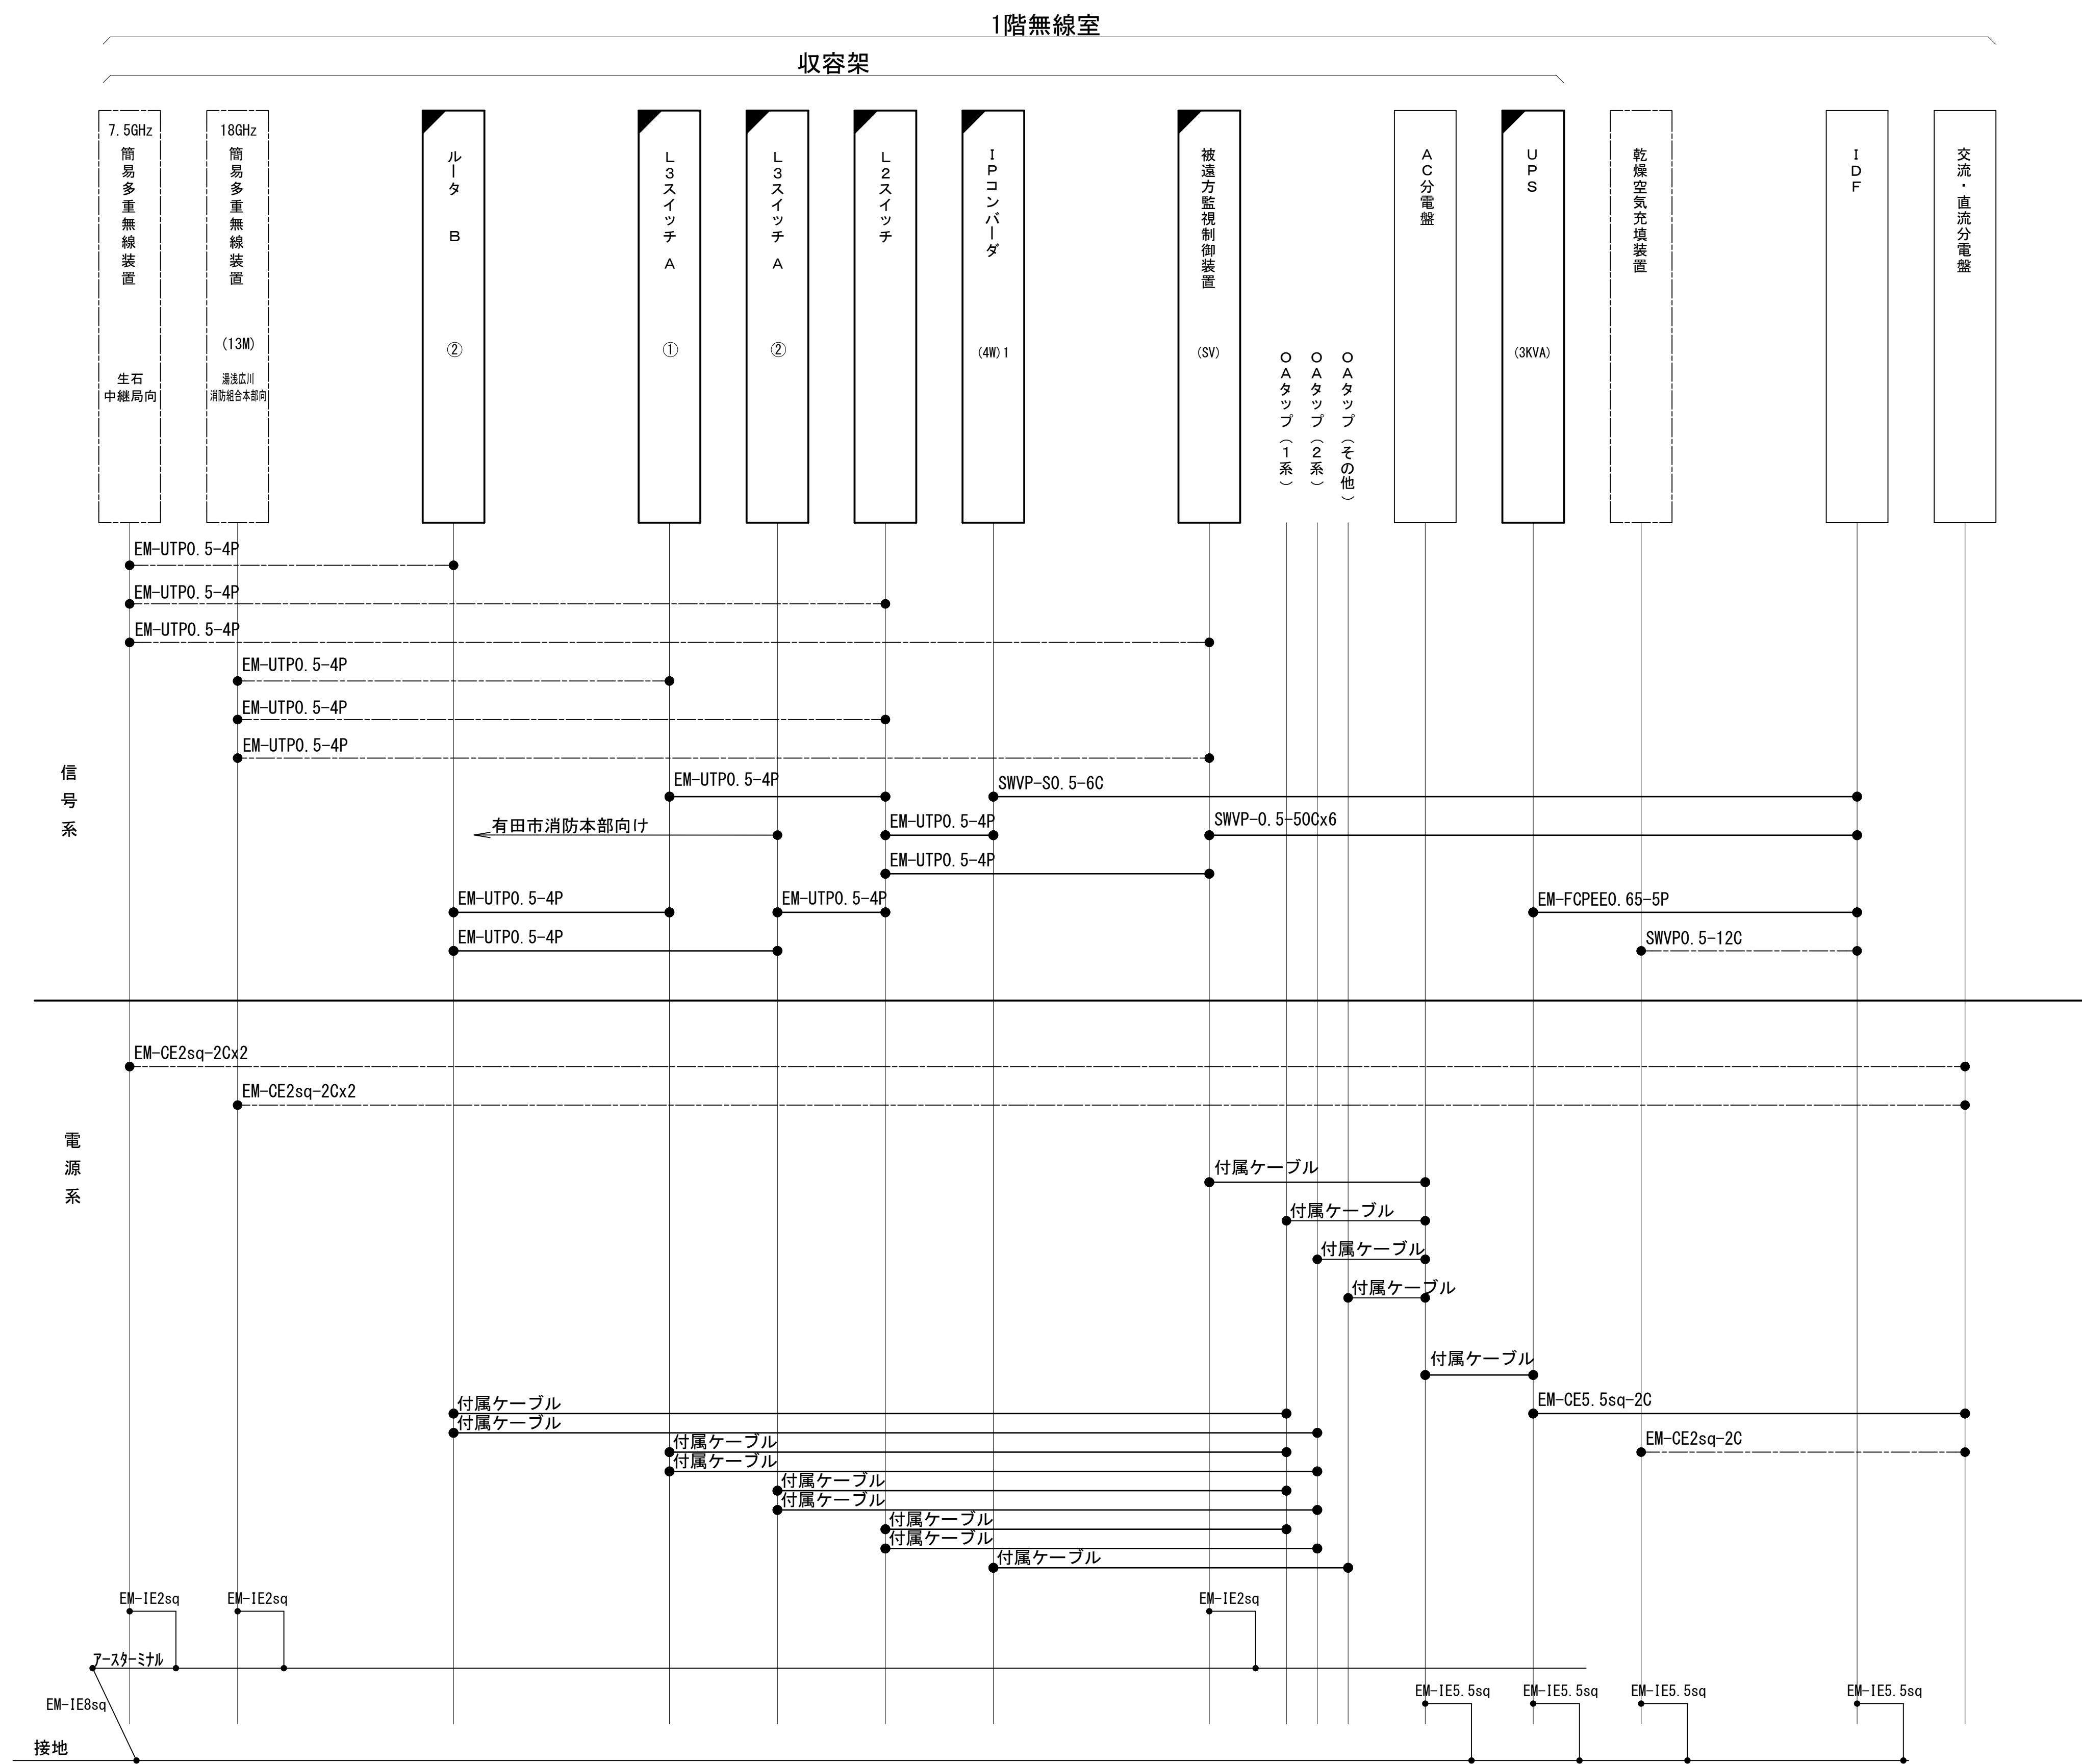 1階無線室
収容架
7.5GHz
簡易多重無線装置
生石
中継局向
18GHz
簡易多重無線装置
(13M)
湯浅広川
消防組合本部向
ルータ B
②
L3スイッチ A
①
L3スイッチ A
②
L2スイッチ
IPコンバーダ
(4W)1
被遠方監視制御装置
(SV)
OAタップ(1系)
OAタップ(2系)
OAタップ(その他)
AC分電盤
UPS
(3KVA)
乾燥空気充填装置
IDF
交流・直流分電盤
信号系
EM-UTP0.5-4P
EM-UTP0.5-4P
EM-UTP0.5-4P
EM-UTP0.5-4P
EM-UTP0.5-4P
EM-UTP0.5-4P
EM-UTP0.5-4P
SWVP-S0.5-6C
有田市消防本部向け
EM-UTP0.5-4P
SWVP-0.5-50Cx6
EM-UTP0.5-4P
EM-UTP0.5-4P
EM-UTP0.5-4P
EM-FCPEE0.65-5P
EM-UTP0.5-4P
SWVP0.5-12C
電源系
EM-CE2sq-2Cx2
EM-CE2sq-2Cx2
付属ケーブル
付属ケーブル
付属ケーブル
付属ケーブル
付属ケーブル
付属ケーブル
EM-CE5.5sq-2C
付属ケーブル
付属ケーブル
EM-CE2sq-2C
付属ケーブル
付属ケーブル
付属ケーブル
付属ケーブル
付属ケーブル
付属ケーブル
EM-IE2sq
EM-IE2sq
EM-IE2sq
アースターミナル
EM-IE8sq
EM-IE5.5sq
EM-IE5.5sq
EM-IE5.5sq
EM-IE5.5sq
接地